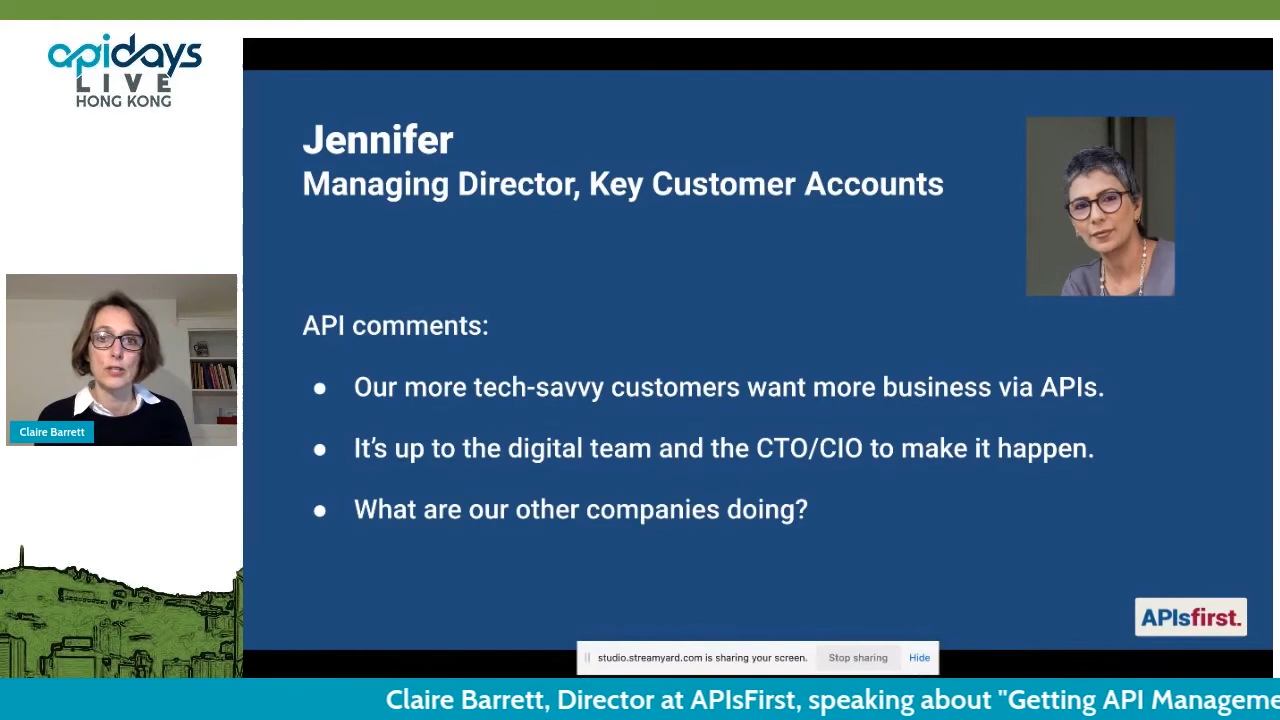 apidays
LIVE
HONG KONG
Jennifer
Managing Director, Key Customer Accounts
API comments:
● Our more tech-savvy customers want more business via APIs.
● It’s up to the digital team and the CTO/CIO to make it happen.
● What are our other companies doing?
Claire Barrett
APIsfirst.
studio.streamyard.com is sharing your screen. Stop sharing Hide
Claire Barrett, Director at APIsFirst, speaking about "Getting API Manageme